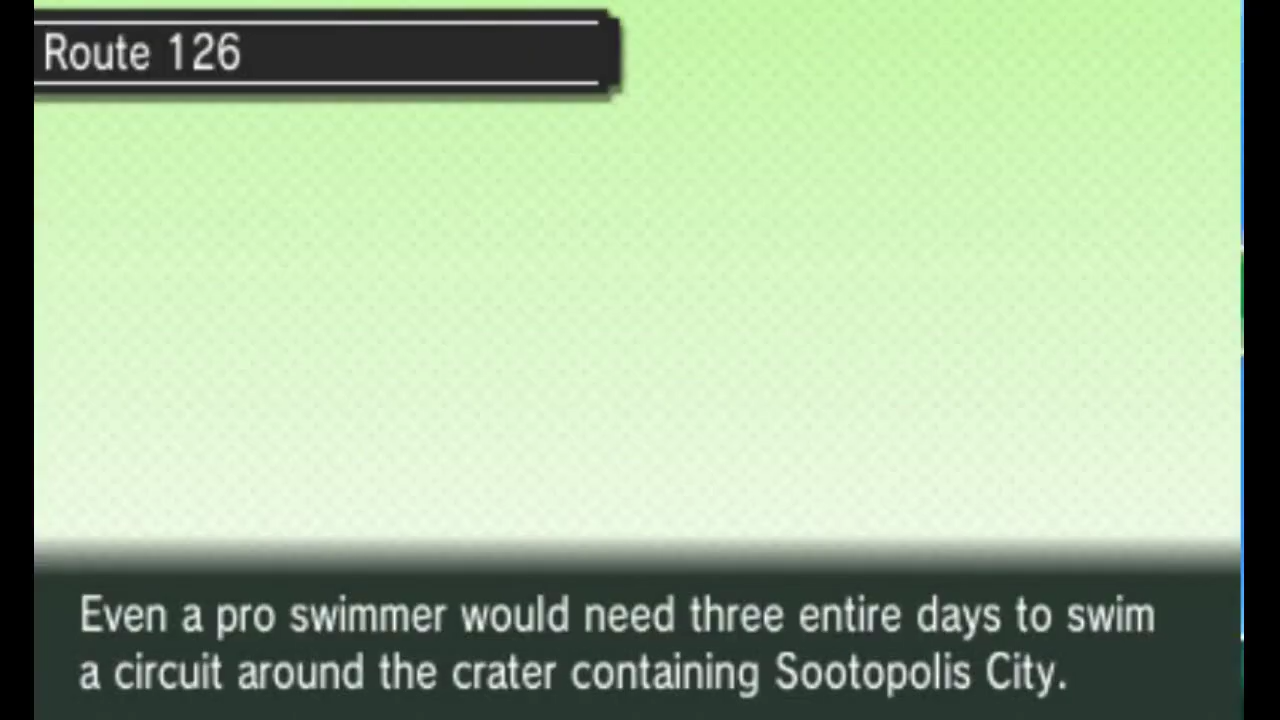 Route 126
Even a pro swimmer would need three entire days to swim
a circuit around the crater containing Sootopolis City.